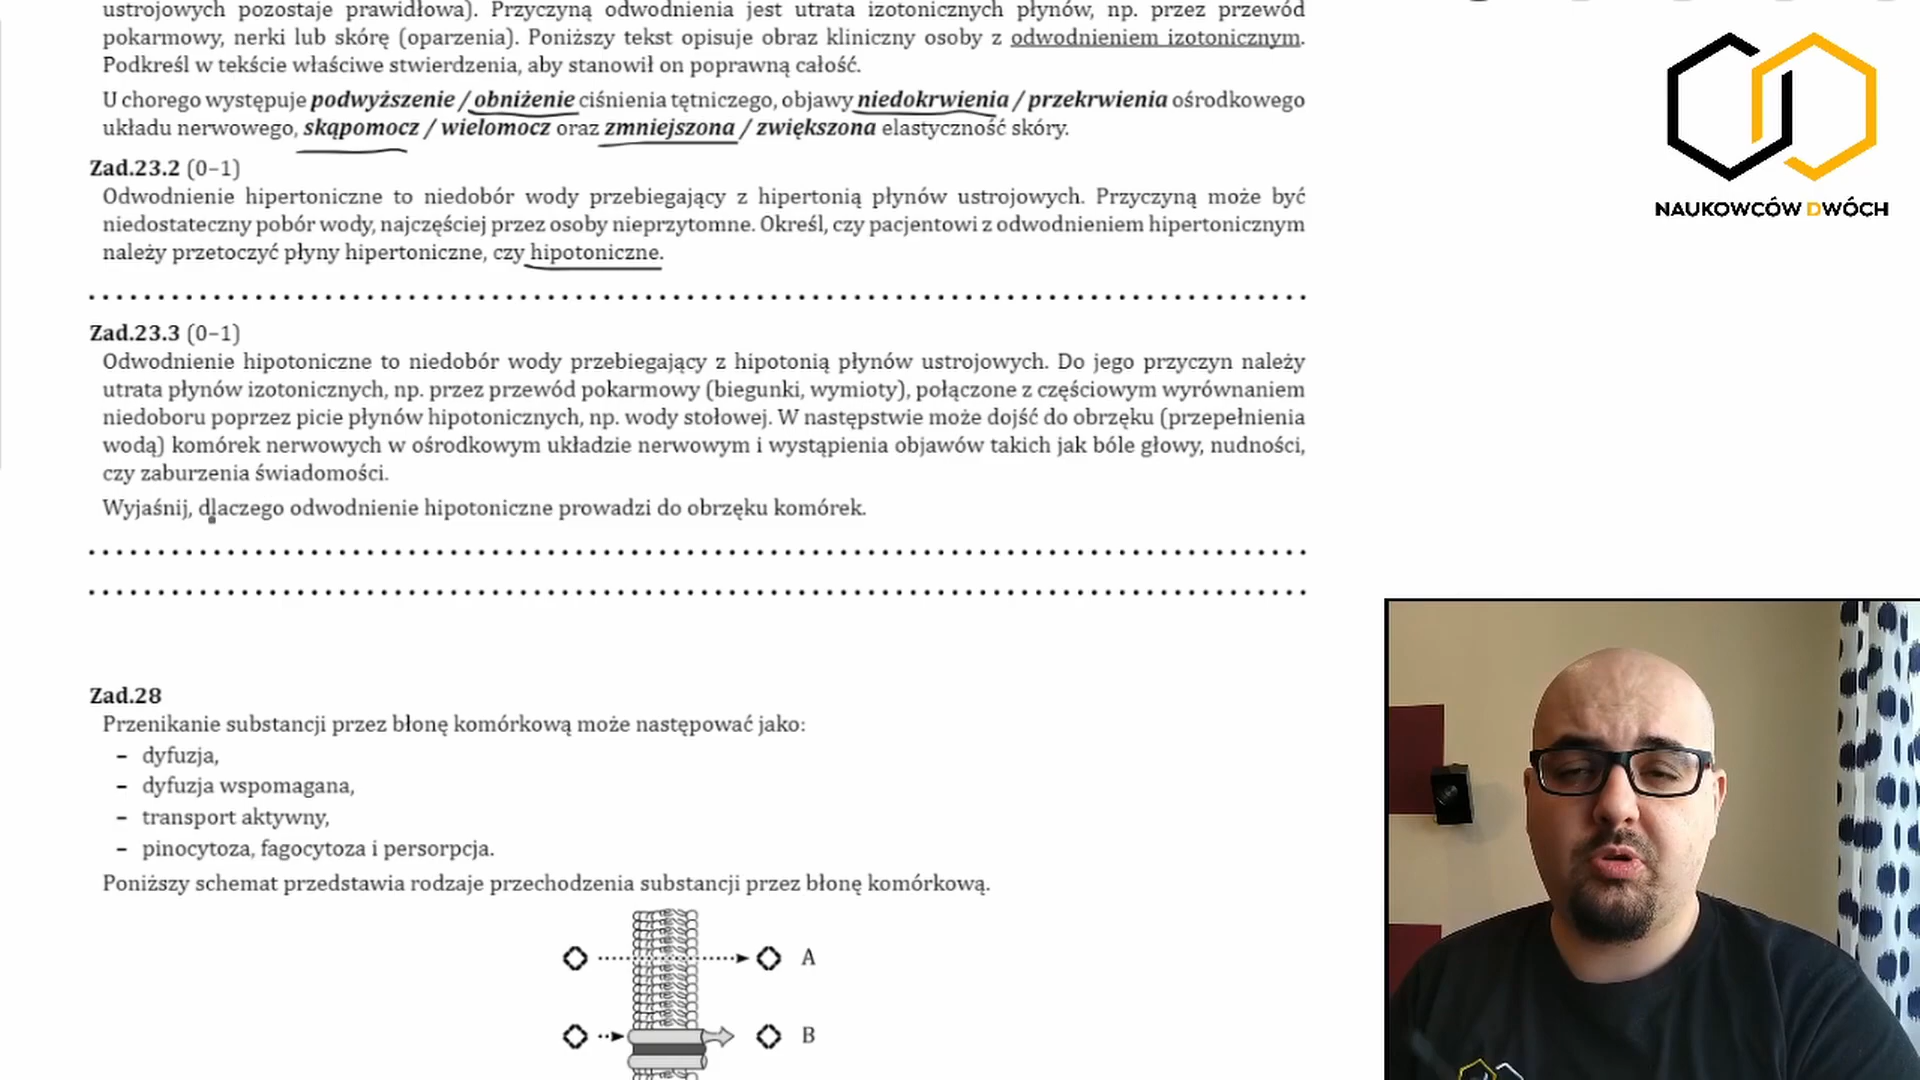 ustrojowych pozostaje prawidłowa). Przyczyną odwodnienia jest utrata izotonicznych płynów, np. przez przewód
pokarmowy, nerki lub skórę (oparzenia). Poniższy tekst opisuje obraz kliniczny osoby z odwodnieniem izotonicznym.
Podkreśl w tekście właściwe stwierdzenia, aby stanowił on poprawną całość.
U chorego występuje podwyższenie / obniżenie ciśnienia tętniczego, objawy niedokrwienia / przekrwienia ośrodkowego
układu nerwowego, skąpomocz / wielomocz oraz zmniejszona / zwiększona elastyczność skóry.
Zad.23.2 (0–1)
Odwodnienie hipertoniczne to niedobór wody przebiegający z hipertonią płynów ustrojowych. Przyczyną może być
niedostateczny pobór wody, najczęściej przez osoby nieprzytomne. Określ, czy pacjentowi z odwodnieniem hipertonicznym
należy przetoczyć płyny hipertoniczne, czy hipotoniczne.
Zad.23.3 (0–1)
Odwodnienie hipotoniczne to niedobór wody przebiegający z hipotonią płynów ustrojowych. Do jego przyczyn należy
utrata płynów izotonicznych, np. przez przewód pokarmowy (biegunki, wymioty), połączone z częściowym wyrównaniem
niedoboru poprzez picie płynów hipotonicznych, np. wody stołowej. W następstwie może dojść do obrzęku (przepełnienia
wodą) komórek nerwowych w ośrodkowym układzie nerwowym i wystąpienia objawów takich jak bóle głowy, nudności,
czy zaburzenia świadomości.
Wyjaśnij, dlaczego odwodnienie hipotoniczne prowadzi do obrzęku komórek.
Zad.28
Przenikanie substancji przez błonę komórkową może następować jako:
– dyfuzja,
– dyfuzja wspomagana,
– transport aktywny,
– pinocytoza, fagocytoza i persorpcja.
Poniższy schemat przedstawia rodzaje przechodzenia substancji przez błonę komórkową.
A
B
NAUKOWCÓW DWÓCH